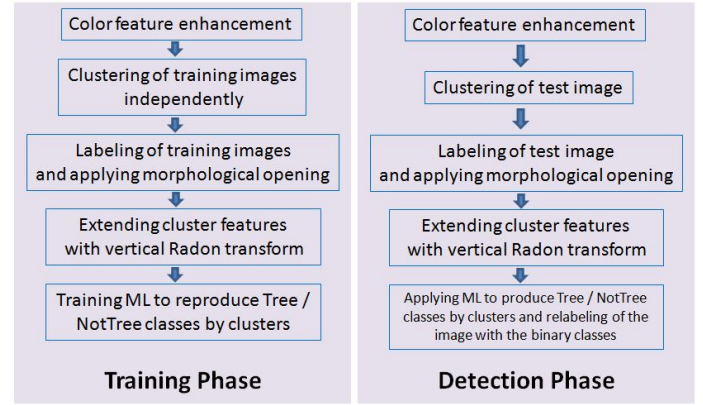 Color feature enhancement
Clustering of training images
independently
Labeling of training images
and applying morphological opening
Extending cluster features
with vertical Radon transform
Training ML to reproduce Tree /
NotTree classes by clusters
Training Phase
Color feature enhancement
Clustering of test image
Labeling of test image
and applying morphological opening
Extending cluster features
with vertical Radon transform
Applying ML to produce Tree / NotTree
classes by clusters and relabeling of the
image with the binary classes
Detection Phase